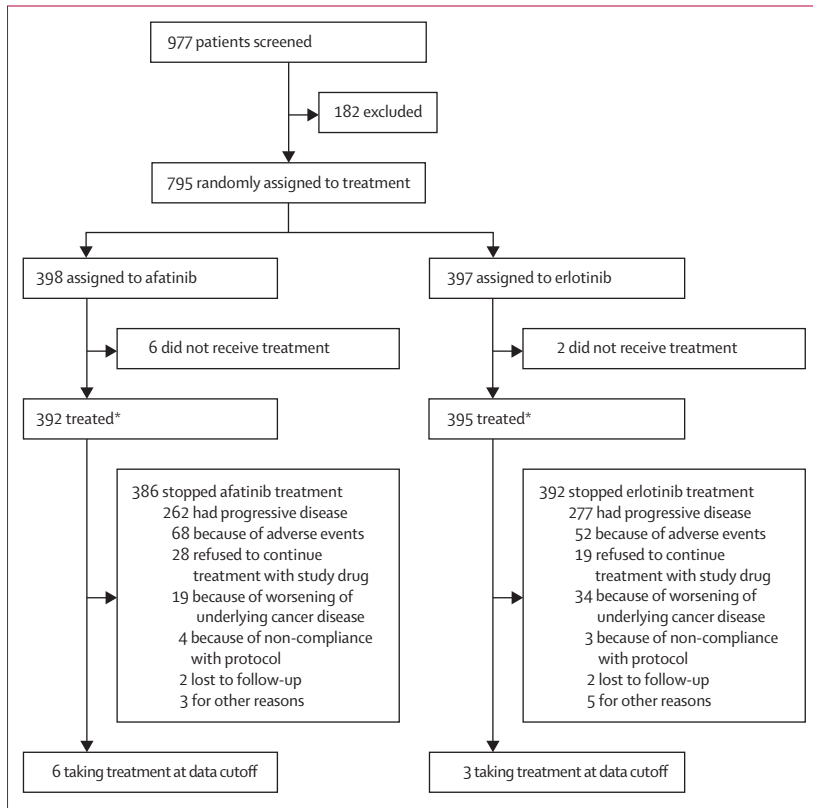 977 patients screened
182 excluded
795 randomly assigned to treatment
398 assigned to afatinib
397 assigned to erlotinib
6 did not receive treatment
2 did not receive treatment
392 treated*
395 treated*
386 stopped afatinib treatment
262 had progressive disease
68 because of adverse events
28 refused to continue
treatment with study drug
19 because of worsening of
underlying cancer disease
4 because of non-compliance
with protocol
2 lost to follow-up
3 for other reasons
392 stopped erlotinib treatment
277 had progressive disease
52 because of adverse events
19 refused to continue
treatment with study drug
34 because of worsening of
underlying cancer disease
3 because of non-compliance
with protocol
2 lost to follow-up
5 for other reasons
6 taking treatment at data cutoff
3 taking treatment at data cutoff